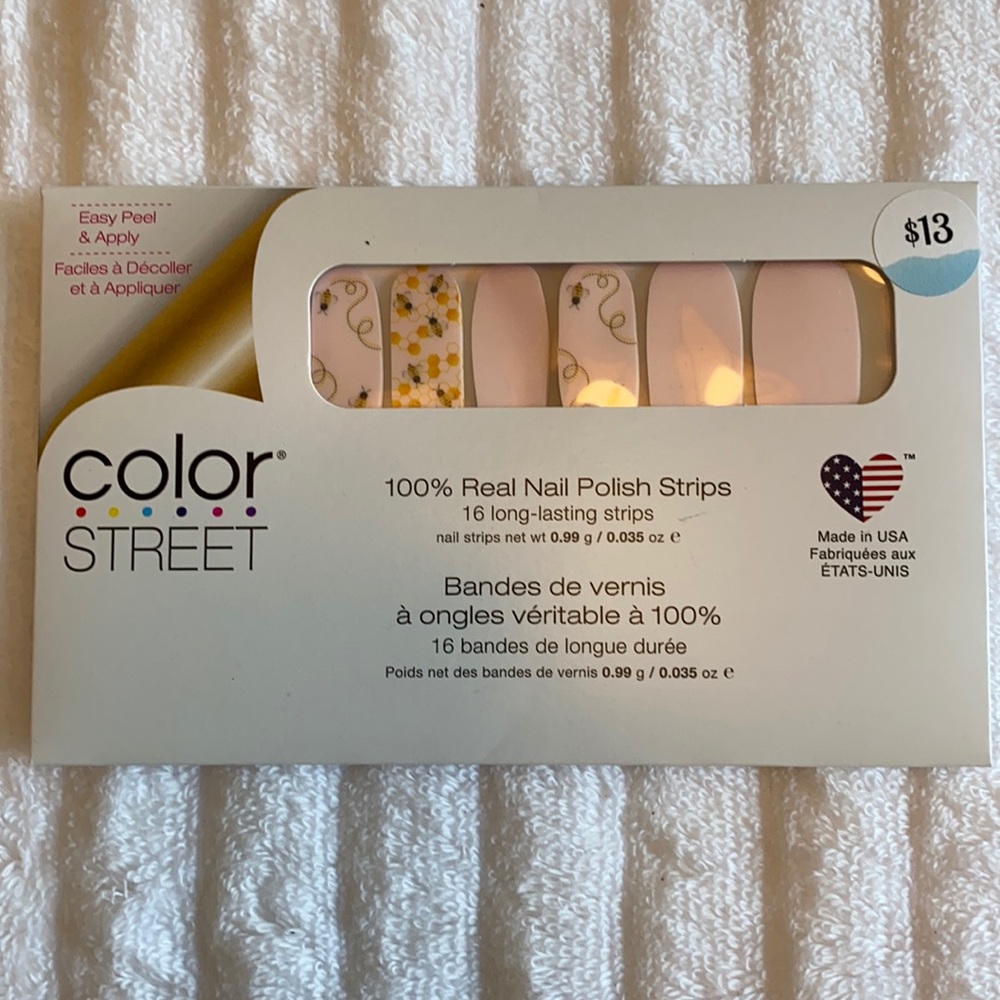 Easy Peel
& Apply
Faciles à Décoller
et à Appliquer
$13
color®
STREET
100% Real Nail Polish Strips
16 long-lasting strips
nail strips net wt 0.99 g / 0.035 oz ℮
Bandes de vernis
à ongles véritable à 100%
16 bandes de longue durée
Poids net des bandes de vernis 0.99 g / 0.035 oz ℮
™
Made in USA
Fabriquées aux
ÉTATS-UNIS